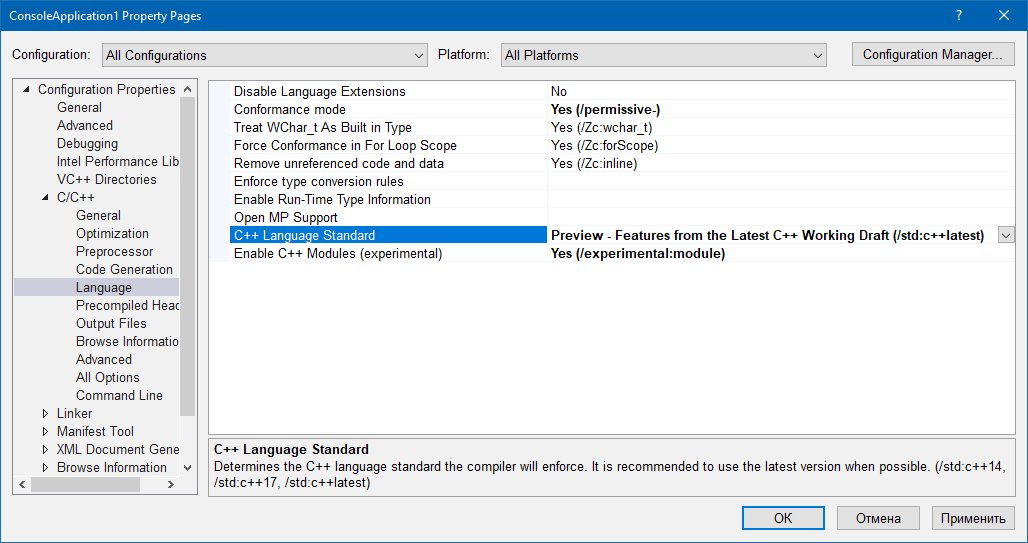 ConsoleApplication1 Property Pages
Configuration: All Configurations Platform: All Platforms Configuration Manager...
Configuration Properties
General
Advanced
Debugging
Intel Performance Lib
VC++ Directories
C/C++
General
Optimization
Preprocessor
Code Generation
Language
Precompiled Head
Output Files
Browse Informatio
Advanced
All Options
Command Line
Linker
Manifest Tool
XML Document Gene
Browse Information
Disable Language Extensions No
Conformance mode Yes (/permissive-)
Treat WChar_t As Built in Type Yes (/Zc:wchar_t)
Force Conformance in For Loop Scope Yes (/Zc:forScope)
Remove unreferenced code and data Yes (/Zc:inline)
Enforce type conversion rules
Enable Run-Time Type Information
Open MP Support
C++ Language Standard Preview - Features from the Latest C++ Working Draft (/std:c++latest)
Enable C++ Modules (experimental) Yes (/experimental:module)
C++ Language Standard
Determines the C++ language standard the compiler will enforce. It is recommended to use the latest version when possible. (/std:c++14,
/std:c++17, /std:c++latest)
OK Отмена Применить